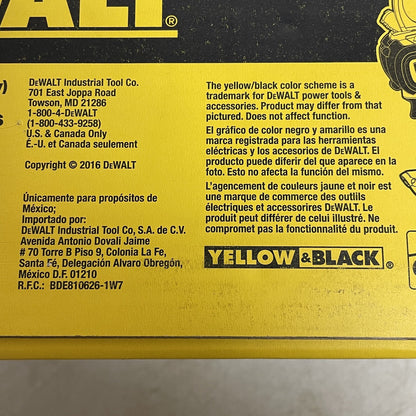 WALT®
DEWALT Industrial Tool Co.
701 East Joppa Road
Towson, MD 21286
1-800-4-DEWALT
(1-800-433-9258)
U.S. & Canada Only
É.-U. et Canada seulement
Copyright © 2016 DEWALT
Únicamente para propósitos de
México;
Importado por:
DEWALT Industrial Tool Co, S.A. de C.V.
Avenida Antonio Dovali Jaime
# 70 Torre B Piso 9, Colonia La Fe,
Santa Fé, Delegación Alvaro Obregón,
México D.F. 01210
R.F.C.: BDE810626-1W7
The yellow/black color scheme is a
trademark for DEWALT power tools &
accessories. Product may differ from that
pictured. Does not affect function.
El gráfico de color negro y amarillo es una
marca registrada para las herramientas
eléctricas y los accesorios de DEWALT. El
producto puede diferir del que aparece en la
foto. Esto no afecta la función del mismo.
L'agencement de couleurs jaune et noir est
une marque de commerce des outils
électriques et accessoires DEWALT. Le
produit peut différer de celui illustré. Ne
compromet pas la fonctionnalité du produit.
YELLOW & BLACK®